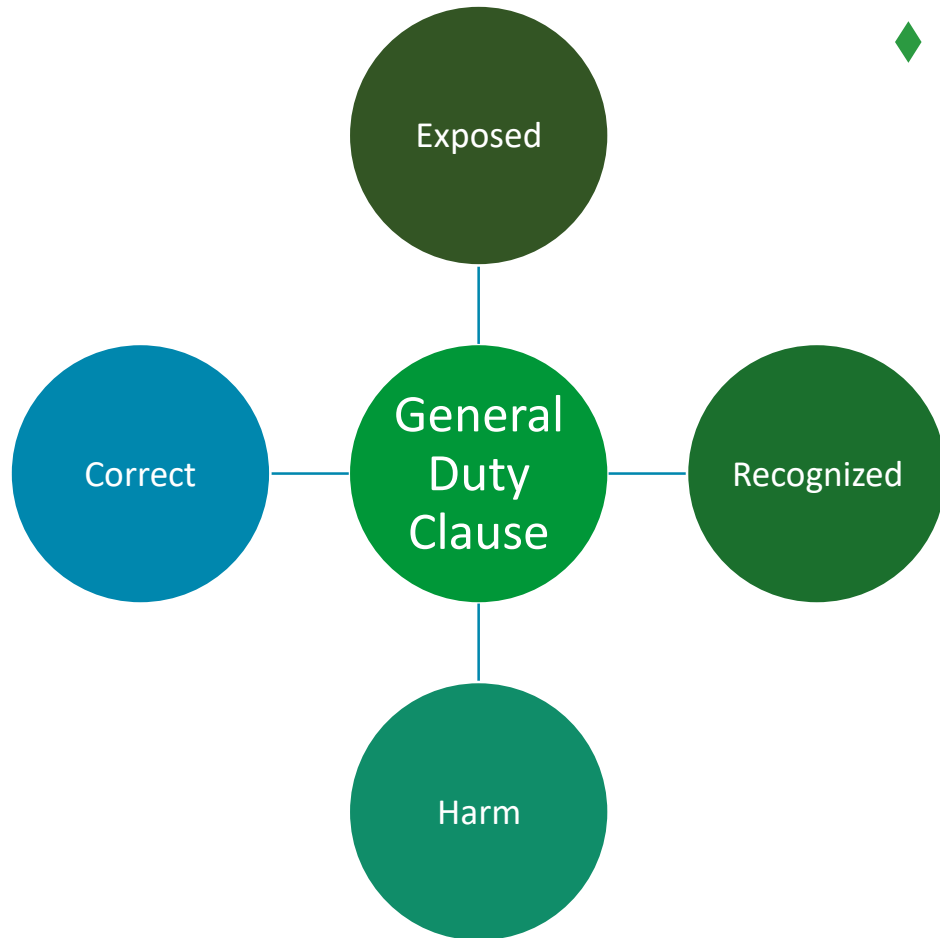 Exposed
Correct
General
Duty
Clause
Recognized
Harm